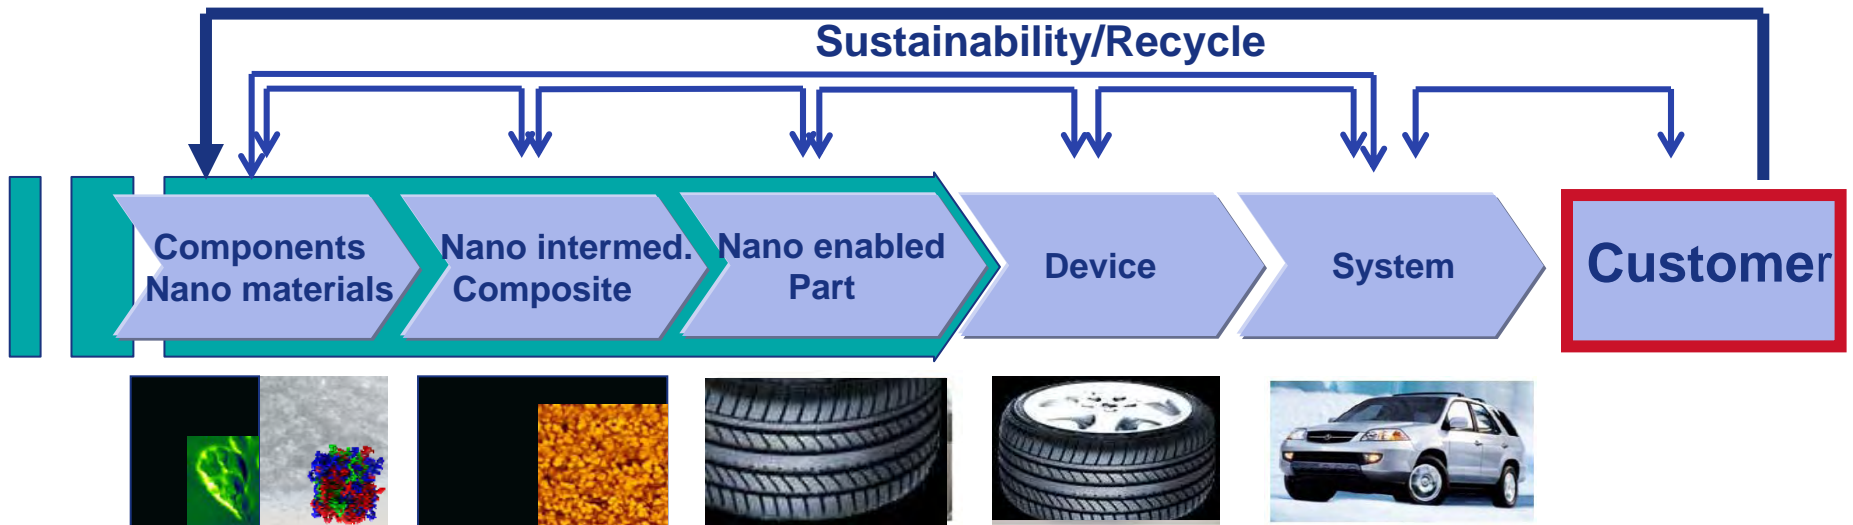 Sustainability/Recycle
Components
Nano materials
Nano intermed.
Composite
Nano enabled
Part
Device
System
Customer